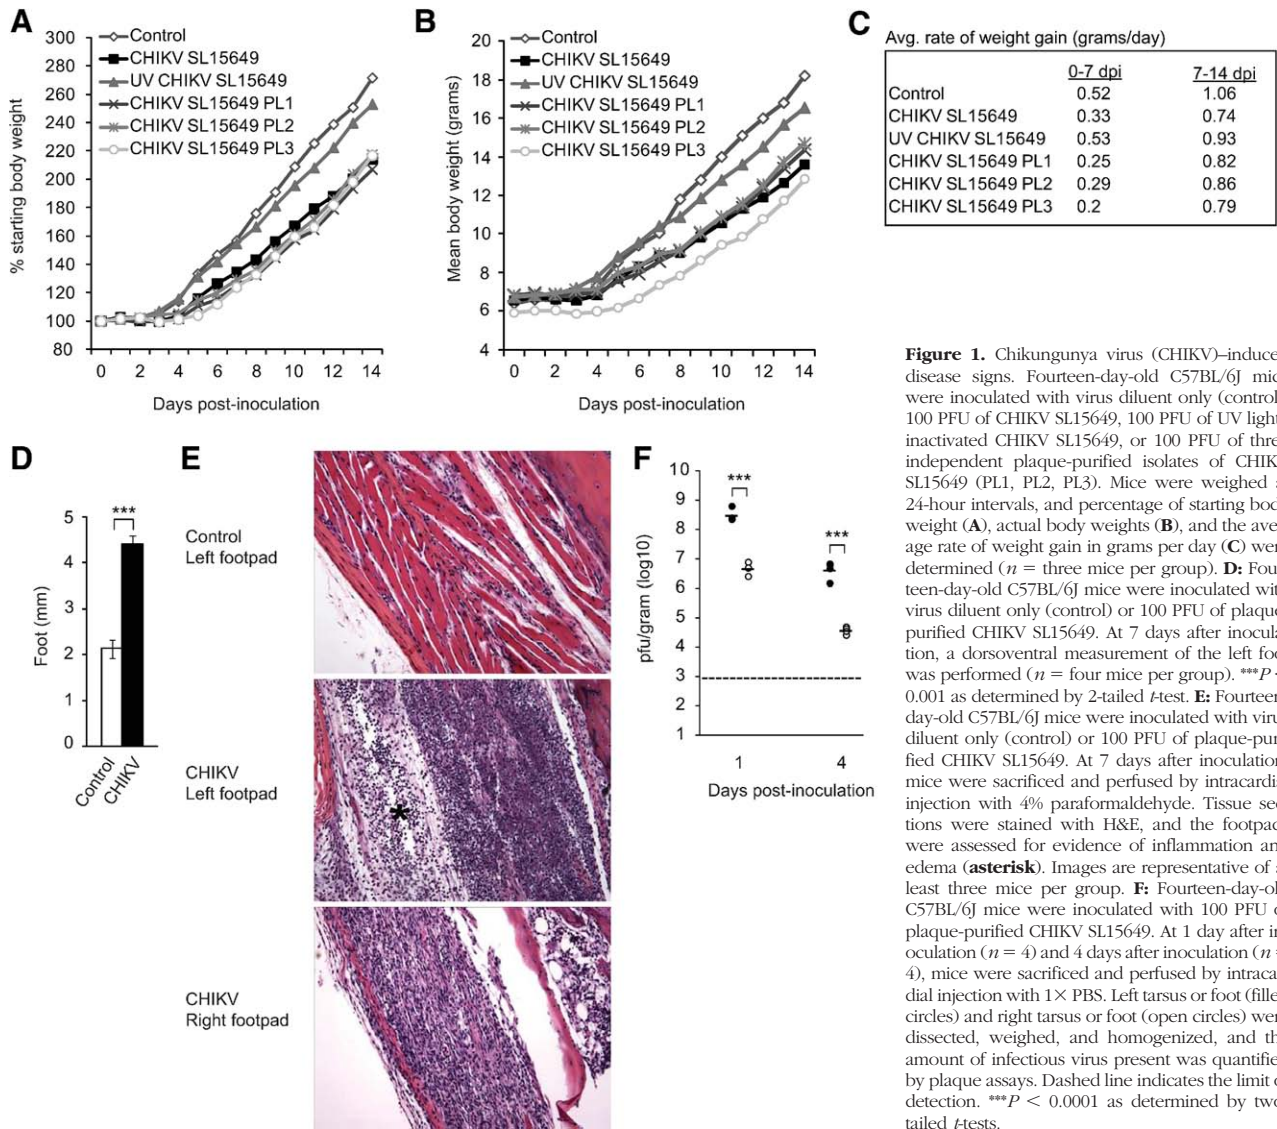 A
300
280
260
240
220
200
180
160
140
120
100
80
% starting body weight
Control
CHIKV SL15649
UV CHIKV SL15649
CHIKV SL15649 PL1
CHIKV SL15649 PL2
CHIKV SL15649 PL3
0 2 4 6 8 10 12 14
Days post-inoculation
B
20
18
16
14
12
10
8
6
4
Mean body weight (grams)
Control
CHIKV SL15649
UV CHIKV SL15649
CHIKV SL15649 PL1
CHIKV SL15649 PL2
CHIKV SL15649 PL3
0 2 4 6 8 10 12 14
Days post-inoculation
C
Avg. rate of weight gain (grams/day)
0-7 dpi 7-14 dpi
Control 0.52 1.06
CHIKV SL15649 0.33 0.74
UV CHIKV SL15649 0.53 0.93
CHIKV SL15649 PL1 0.25 0.82
CHIKV SL15649 PL2 0.29 0.86
CHIKV SL15649 PL3 0.2 0.79
D
5
4
3
2
1
0
Foot (mm)
***
Control
CHIKV
E
Control
Left footpad
CHIKV
Left footpad
*
CHIKV
Right footpad
F
10
9
8
7
6
5
4
3
2
1
pfu/gram (log10)
***
***
1 4
Days post-inoculation
Figure 1. Chikungunya virus (CHIKV)–induce
disease signs. Fourteen-day-old C57BL/6J mic
were inoculated with virus diluent only (control
100 PFU of CHIKV SL15649, 100 PFU of UV light
inactivated CHIKV SL15649, or 100 PFU of thre
independent plaque-purified isolates of CHIK
SL15649 (PL1, PL2, PL3). Mice were weighed a
24-hour intervals, and percentage of starting bod
weight (A), actual body weights (B), and the aver
age rate of weight gain in grams per day (C) wer
determined (n = three mice per group). D: Four
teen-day-old C57BL/6J mice were inoculated wit
virus diluent only (control) or 100 PFU of plaque
purified CHIKV SL15649. At 7 days after inocula
tion, a dorsoventral measurement of the left foo
was performed (n = four mice per group). ***P <
0.001 as determined by 2-tailed t-test. E: Fourteen
day-old C57BL/6J mice were inoculated with viru
diluent only (control) or 100 PFU of plaque-pur
fied CHIKV SL15649. At 7 days after inoculation
mice were sacrificed and perfused by intracardia
injection with 4% paraformaldehyde. Tissue sec
tions were stained with H&E, and the footpad
were assessed for evidence of inflammation an
edema (asterisk). Images are representative of a
least three mice per group. F: Fourteen-day-ol
C57BL/6J mice were inoculated with 100 PFU o
plaque-purified CHIKV SL15649. At 1 day after in
oculation (n = 4) and 4 days after inoculation (n =
4), mice were sacrificed and perfused by intracar
dial injection with 1× PBS. Left tarsus or foot (fille
circles) and right tarsus or foot (open circles) wer
dissected, weighed, and homogenized, and th
amount of infectious virus present was quantifie
by plaque assays. Dashed line indicates the limit o
detection. ***P < 0.0001 as determined by two
tailed t-tests.